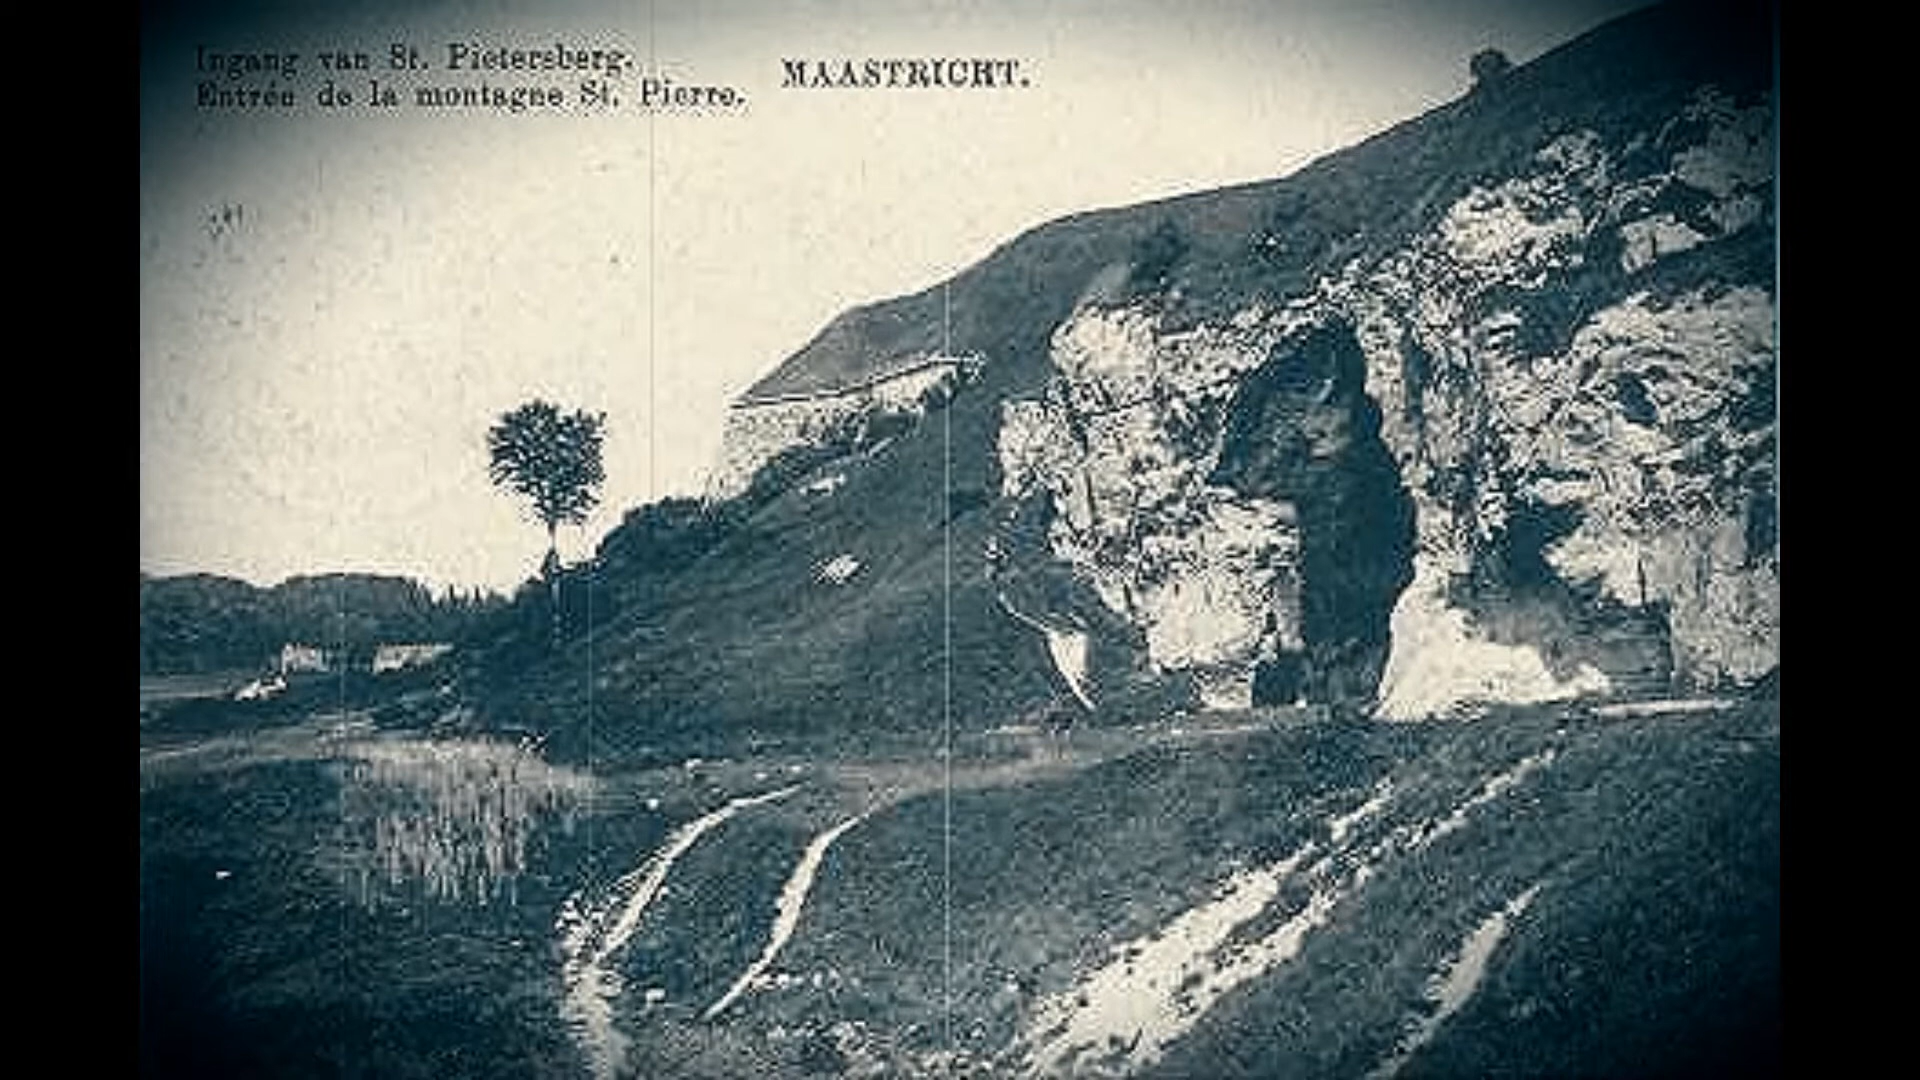 Ingang van St. Pietersberg.
Entrée de la montagne St. Pierre.
MAASTRICHT.